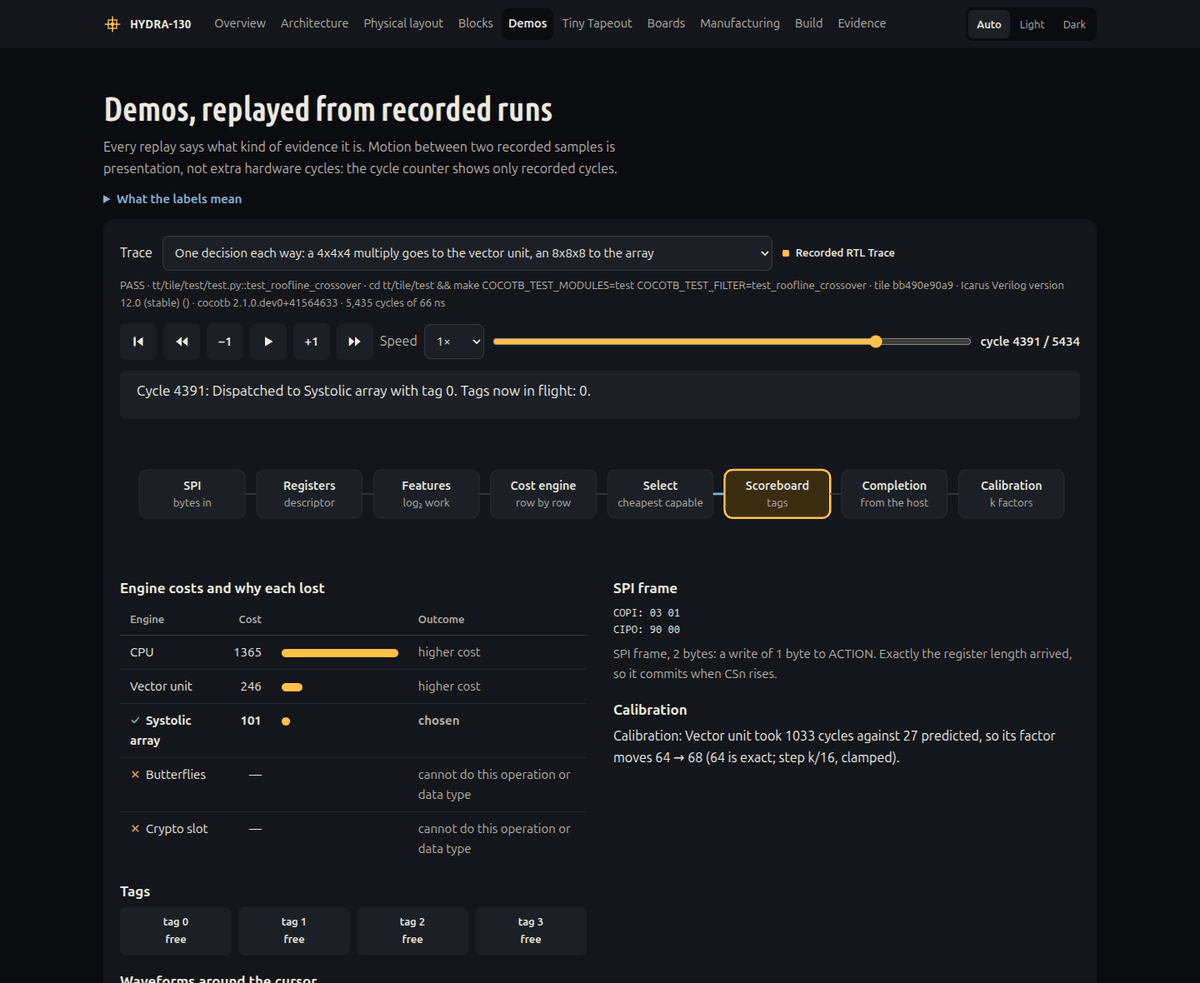 HYDRA-130 Overview Architecture Physical layout Blocks Demos Tiny Tapeout Boards Manufacturing Build Evidence Auto Light Dark
Demos, replayed from recorded runs
Every replay says what kind of evidence it is. Motion between two recorded samples is
presentation, not extra hardware cycles: the cycle counter shows only recorded cycles.
What the labels mean
Trace One decision each way: a 4x4x4 multiply goes to the vector unit, an 8x8x8 to the array Recorded RTL Trace
PASS · tt/tile/test/test.py::test_roofline_crossover · cd tt/tile/test && make COCOTB_TEST_MODULES=test COCOTB_TEST_FILTER=test_roofline_crossover · tile bb490e90a9 · Icarus Verilog version
12.0 (stable) () · cocotb 2.1.0.dev0+41564633 · 5,435 cycles of 66 ns
−1 +1 Speed 1× cycle 4391 / 5434
Cycle 4391: Dispatched to Systolic array with tag 0. Tags now in flight: 0.
SPI Registers Features Cost engine Select Scoreboard Completion Calibration
bytes in descriptor log₂ work row by row cheapest capable tags from the host k factors
Engine costs and why each lost
Engine Cost Outcome
CPU 1365 higher cost
Vector unit 246 higher cost
✓ Systolic 101 chosen
array
✕ Butterflies — cannot do this operation or
data type
✕ Crypto slot — cannot do this operation or
data type
Tags
tag 0 tag 1 tag 2 tag 3
free free free free
Waveforms around the cursor
SPI frame
COPI: 03 01
CIPO: 90 00
SPI frame, 2 bytes: a write of 1 byte to ACTION. Exactly the register length arrived,
so it commits when CSn rises.
Calibration
Calibration: Vector unit took 1033 cycles against 27 predicted, so its factor
moves 64 → 68 (64 is exact; step k/16, clamped).